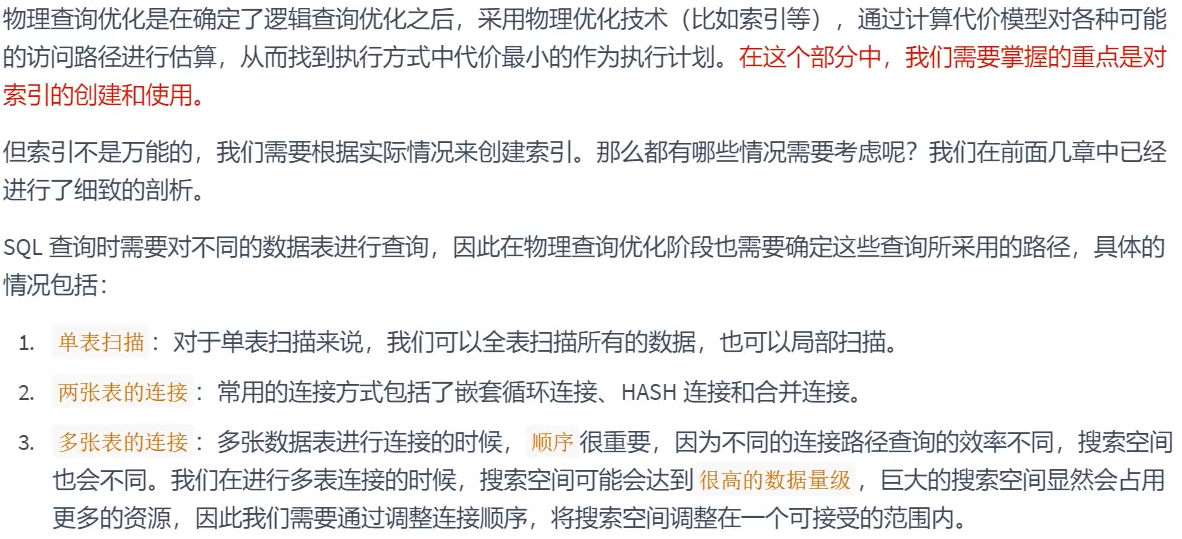 物理查询优化是在确定了逻辑查询优化之后，采用物理优化技术（比如索引等），通过计算代价模型对各种可能
的访问路径进行估算，从而找到执行方式中代价最小的作为执行计划。在这个部分中，我们需要掌握的重点是对
索引的创建和使用。
但索引不是万能的，我们需要根据实际情况来创建索引。那么都有哪些情况需要考虑呢？我们在前面几章中已经
进行了细致的剖析。
SQL 查询时需要对不同的数据表进行查询，因此在物理查询优化阶段也需要确定这些查询所采用的路径，具体的
情况包括：
1. 单表扫描：对于单表扫描来说，我们可以全表扫描所有的数据，也可以局部扫描。
2. 两张表的连接：常用的连接方式包括了嵌套循环连接、HASH 连接和合并连接。
3. 多张表的连接：多张数据表进行连接的时候，顺序很重要，因为不同的连接路径查询的效率不同，搜索空间
也会不同。我们在进行多表连接的时候，搜索空间可能会达到很高的数据量级，巨大的搜索空间显然会占用
更多的资源，因此我们需要通过调整连接顺序，将搜索空间调整在一个可接受的范围内。